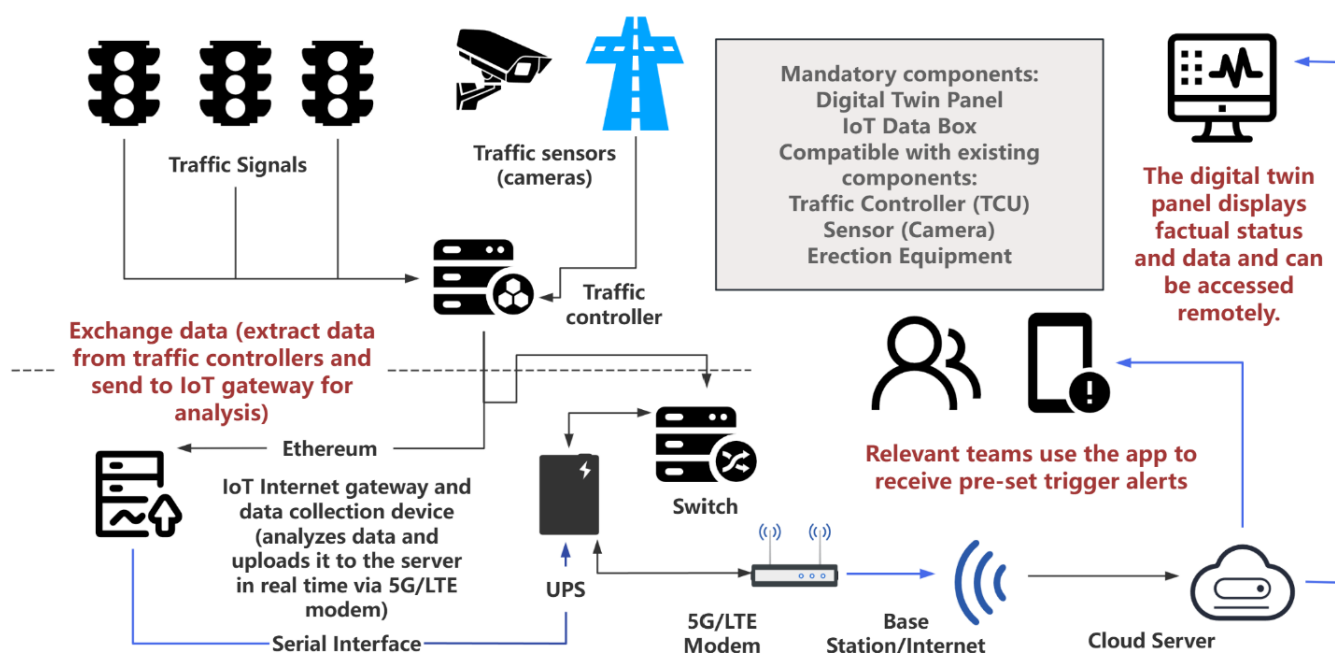 Traffic Signals
Traffic sensors
(cameras)
Mandatory components:
Digital Twin Panel
IoT Data Box
Compatible with existing
components:
Traffic Controller (TCU)
Sensor (Camera)
Erection Equipment
The digital twin
panel displays
factual status
and data and can
be accessed
remotely.
Traffic
controller
Exchange data (extract data
from traffic controllers and
send to IoT gateway for
analysis)
Ethereum
IoT Internet gateway and
data collection device
(analyzes data and
uploads it to the server
in real time via 5G/LTE
modem)
Serial Interface
UPS
Switch
Relevant teams use the app to
receive pre-set trigger alerts
5G/LTE
Modem
Base
Station/Internet
Cloud Server